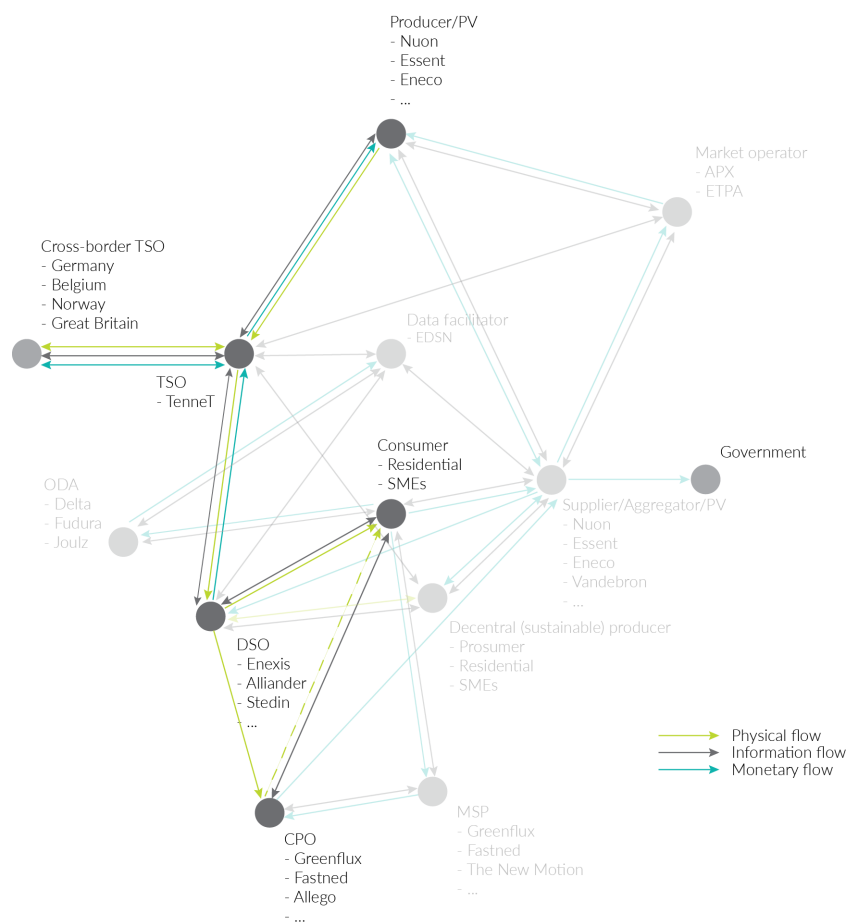 Producer/PV
- Nuon
- Essent
- Eneco
- ...
Market operator
- APX
- ETPA
Cross-border TSO
- Germany
- Belgium
- Norway
- Great Britain
Data facilitator
- EDSN
TSO
- TenneT
Consumer
- Residential
- SMEs
Government
ODA
- Delta
- Fudura
- Joulz
Supplier/Aggregator/PV
- Nuon
- Essent
- Eneco
- Vandebron
- ...
Decentral (sustainable) producer
- Prosumer
- Residential
- SMEs
DSO
- Enexis
- Alliander
- Stedin
- ...
Physical flow
Information flow
Monetary flow
MSP
- Greenflux
- Fastned
- The New Motion
- ...
CPO
- Greenflux
- Fastned
- Allego
- ...